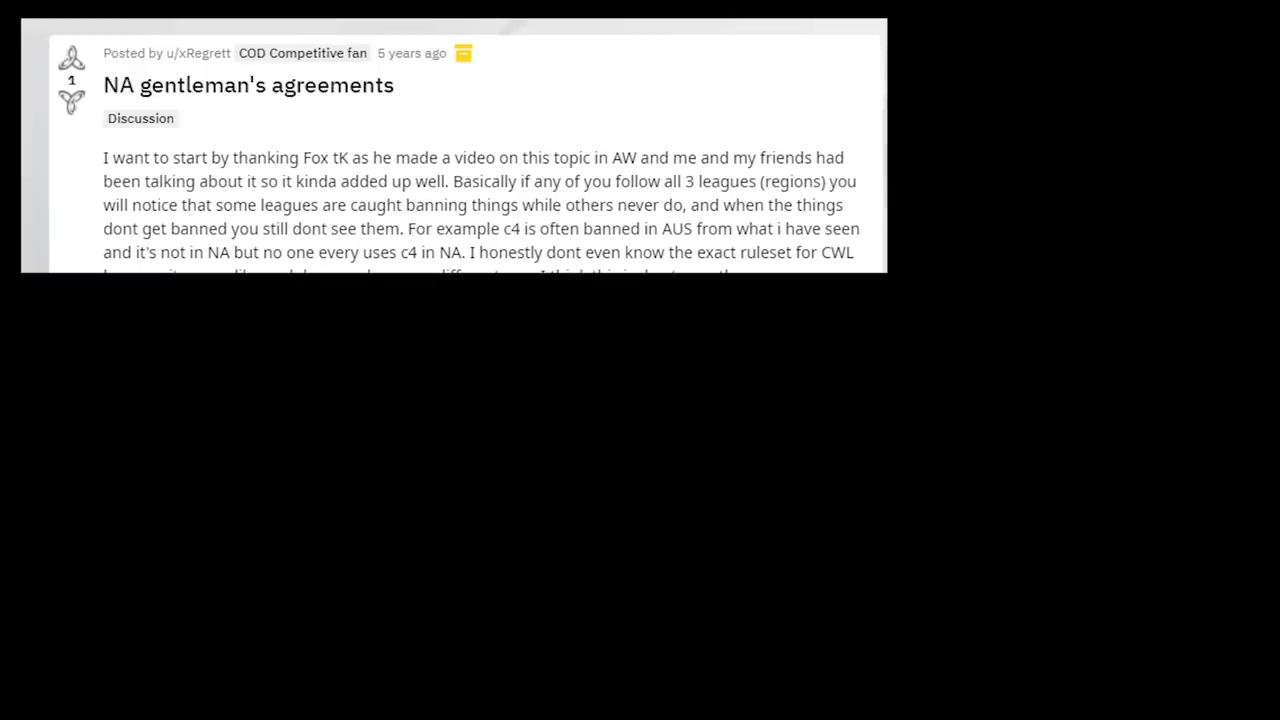 Posted by u/xRegrett COD Competitive fan 5 years ago
1
NA gentleman's agreements
Discussion
I want to start by thanking Fox tK as he made a video on this topic in AW and me and my friends had
been talking about it so it kinda added up well. Basically if any of you follow all 3 leagues (regions) you
will notice that some leagues are caught banning things while others never do, and when the things
dont get banned you still dont see them. For example c4 is often banned in AUS from what i have seen
and it's not in NA but no one every uses c4 in NA. I honestly dont even know the exact ruleset for CWL